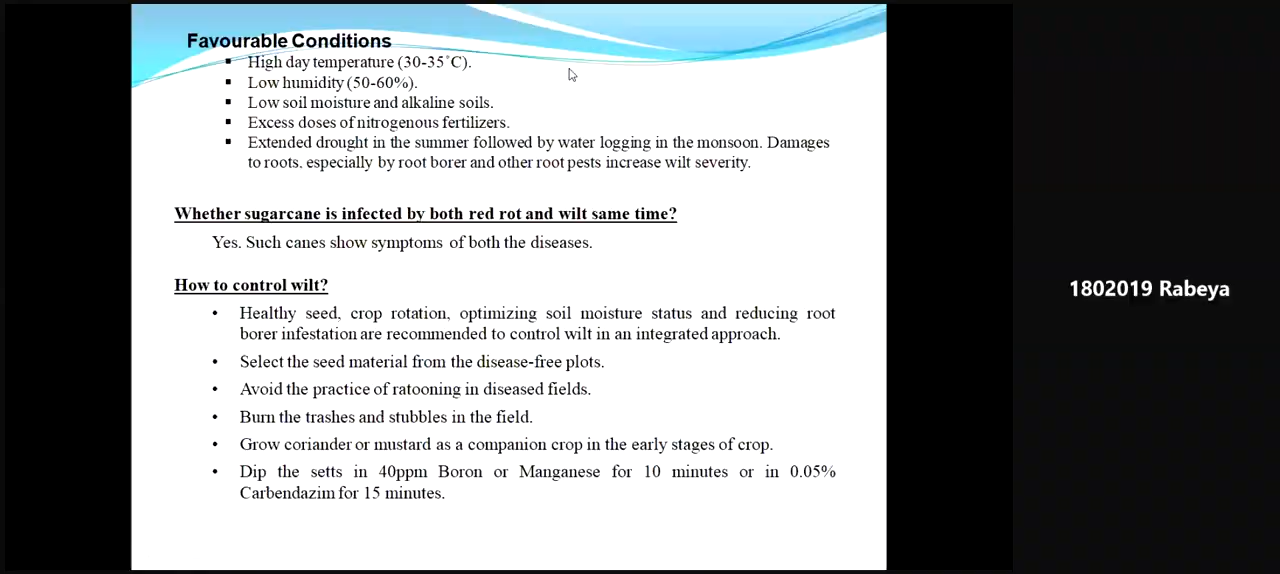 Favourable Conditions
▪ High day temperature (30-35˚C).
▪ Low humidity (50-60%).
▪ Low soil moisture and alkaline soils.
▪ Excess doses of nitrogenous fertilizers.
▪ Extended drought in the summer followed by water logging in the monsoon. Damages
to roots, especially by root borer and other root pests increase wilt severity.
Whether sugarcane is infected by both red rot and wilt same time?
Yes. Such canes show symptoms of both the diseases.
How to control wilt?
• Healthy seed, crop rotation, optimizing soil moisture status and reducing root
borer infestation are recommended to control wilt in an integrated approach.
• Select the seed material from the disease-free plots.
• Avoid the practice of ratooning in diseased fields.
• Burn the trashes and stubbles in the field.
• Grow coriander or mustard as a companion crop in the early stages of crop.
• Dip the setts in 40ppm Boron or Manganese for 10 minutes or in 0.05%
Carbendazim for 15 minutes.
1802019 Rabeya